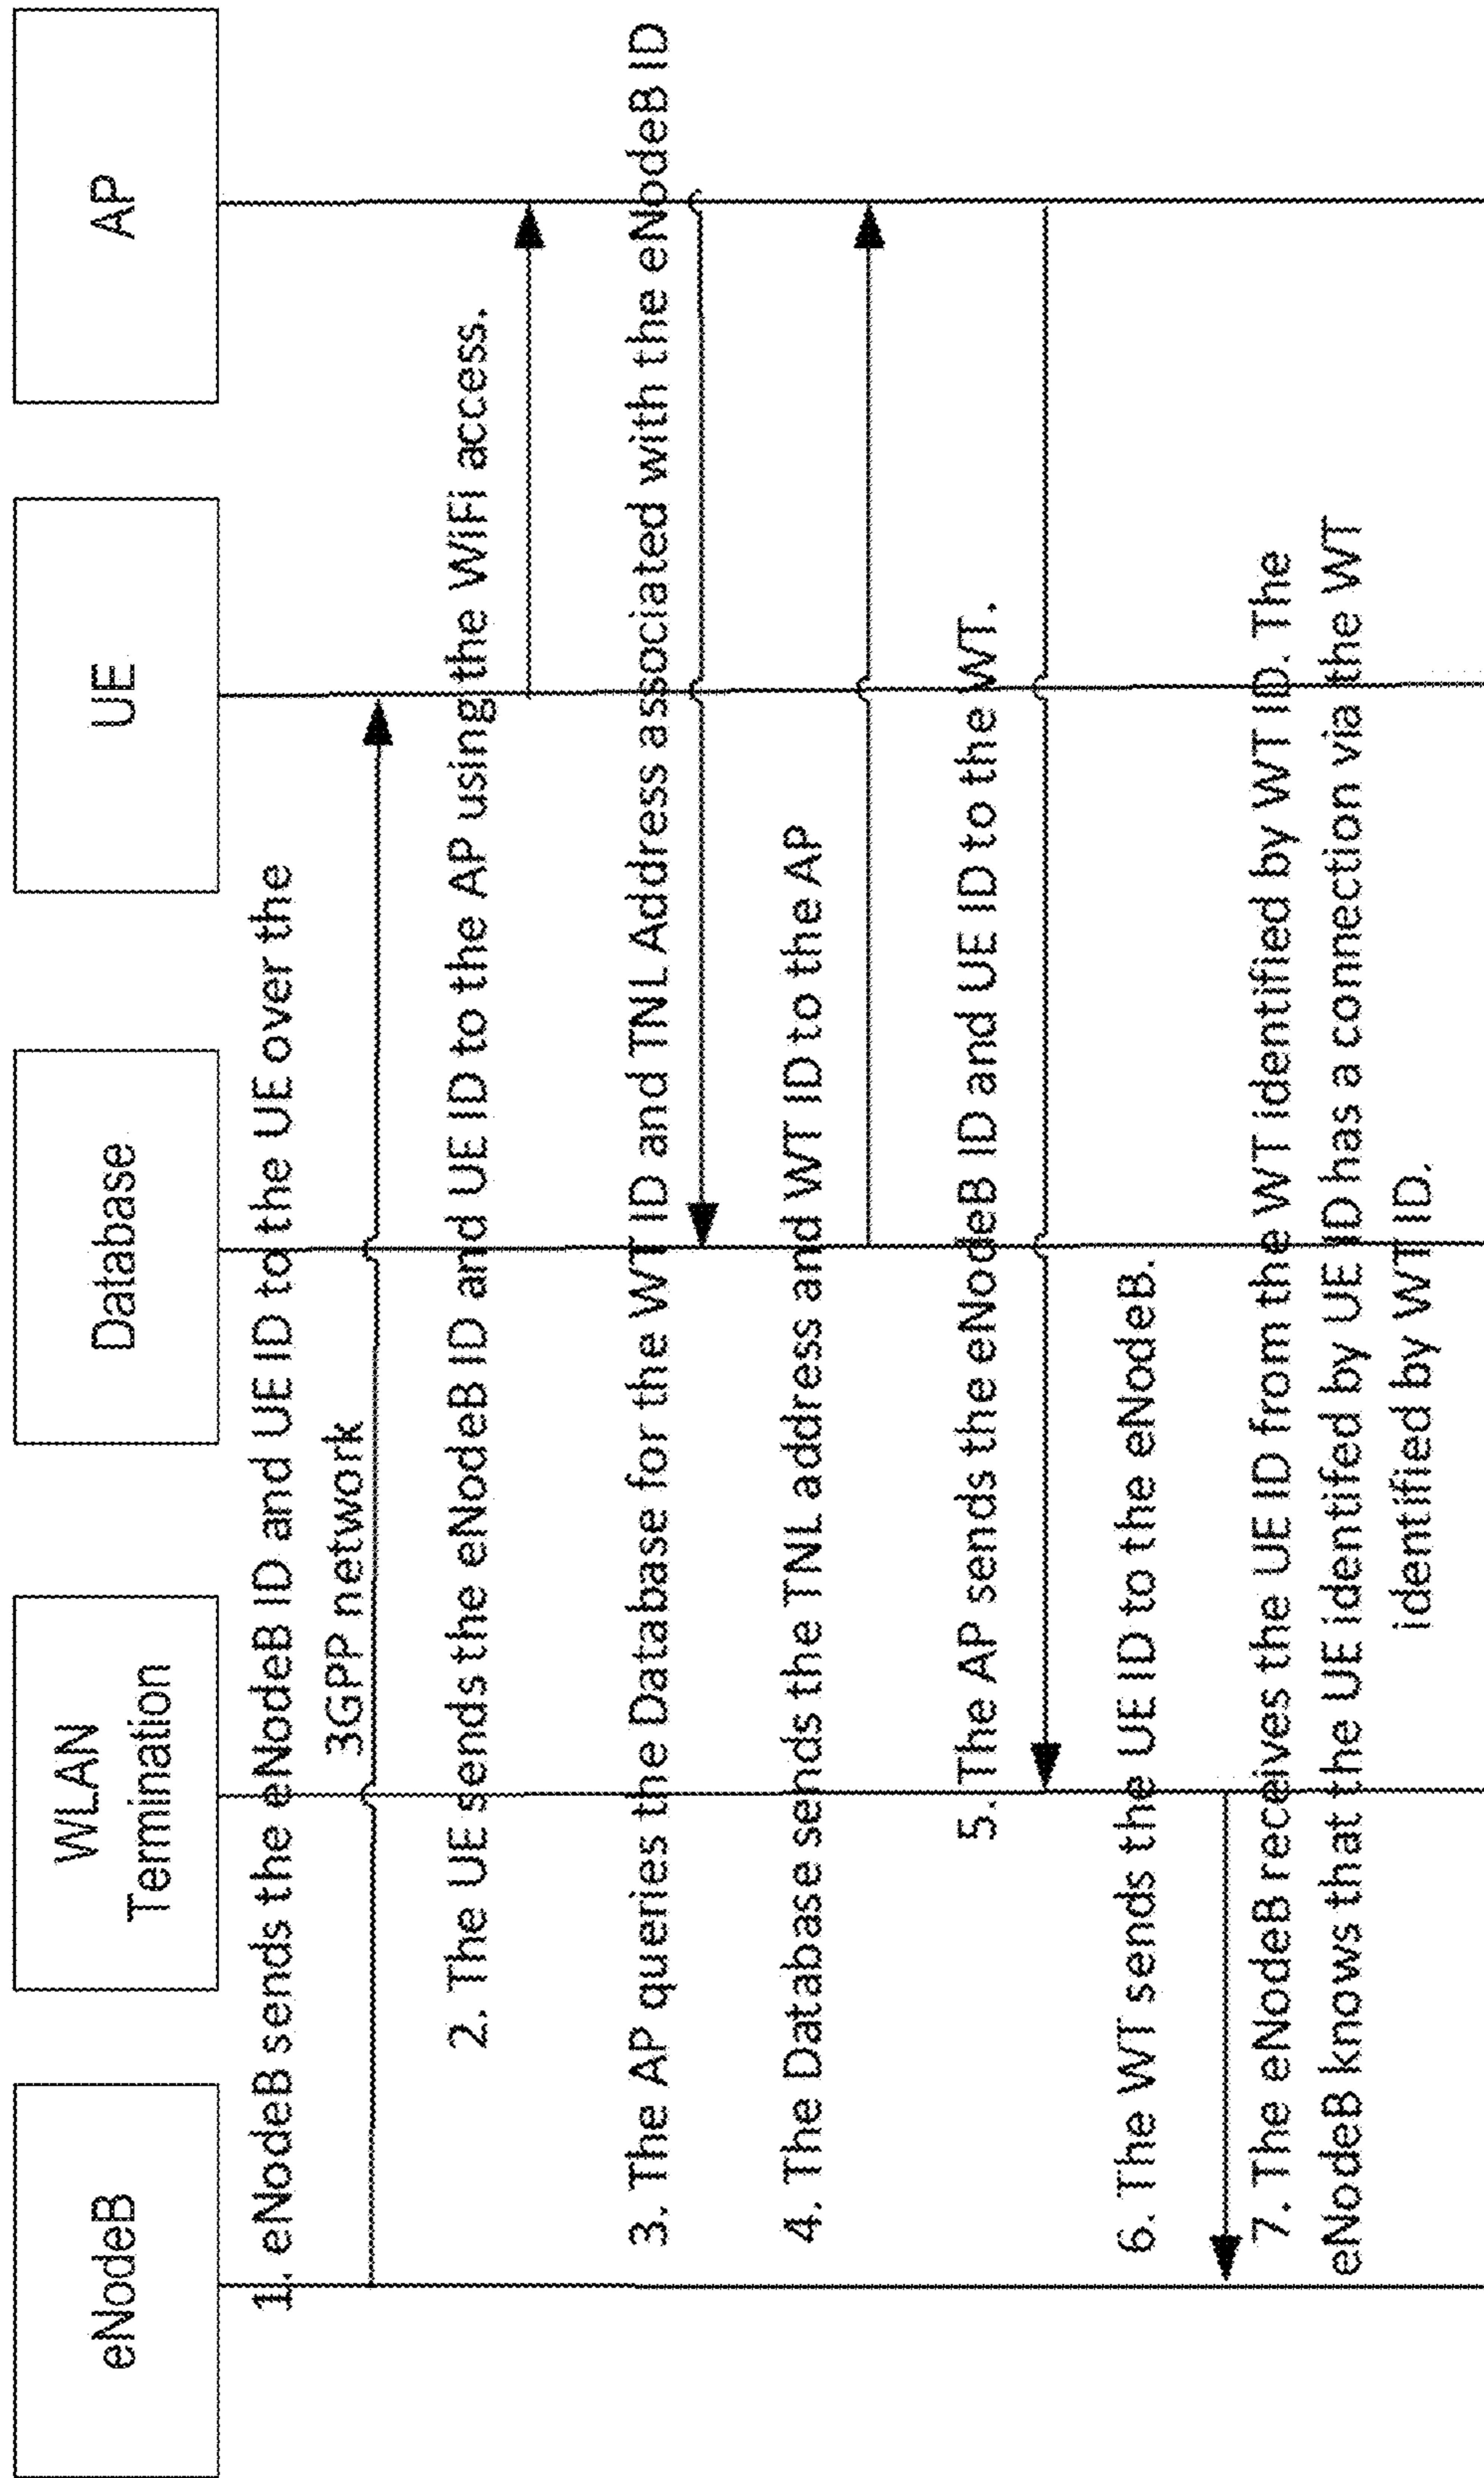 eNodeB
WLAN
Termination
Database
UE
AP
1. eNodeB sends the eNodeB ID and UE ID to the UE over the
3GPP network
2. The UE sends the eNodeB ID and UE ID to the AP using the WiFi access.
3. The AP queries the Database for the WT ID and TNL Address associated with the eNodeB ID
4. The Database sends the TNL address and WT ID to the AP
5. The AP sends the eNodeB ID and UE ID to the WT.
6. The WT sends the UE ID to the eNodeB.
7. The eNodeB receives the UE ID from the WT identified by WT ID. The
eNodeB knows that the UE identifed by UE ID has a connection via the WT
identified by WT ID.